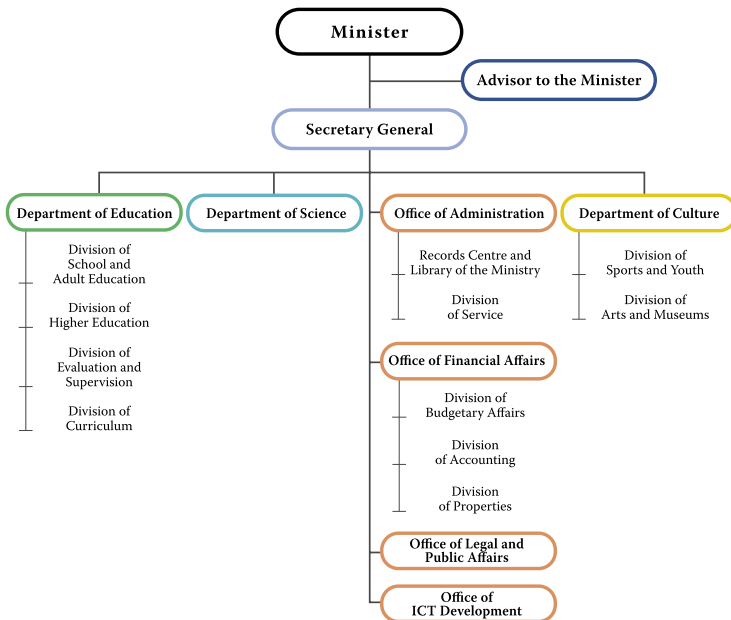 Minister
Advisor to the Minister
Secretary General
Department of Education
Division of
School and
Adult Education
Division of
Higher Education
Division of
Evaluation and
Supervision
Division of
Curriculum
Department of Science
Office of Administration
Records Centre and
Library of the Ministry
Division
of Service
Office of Financial Affairs
Division of
Budgetary Affairs
Division
of Accounting
Division
of Properties
Office of Legal and
Public Affairs
Office of
ICT Development
Department of Culture
Division of
Sports and Youth
Division of
Arts and Museums